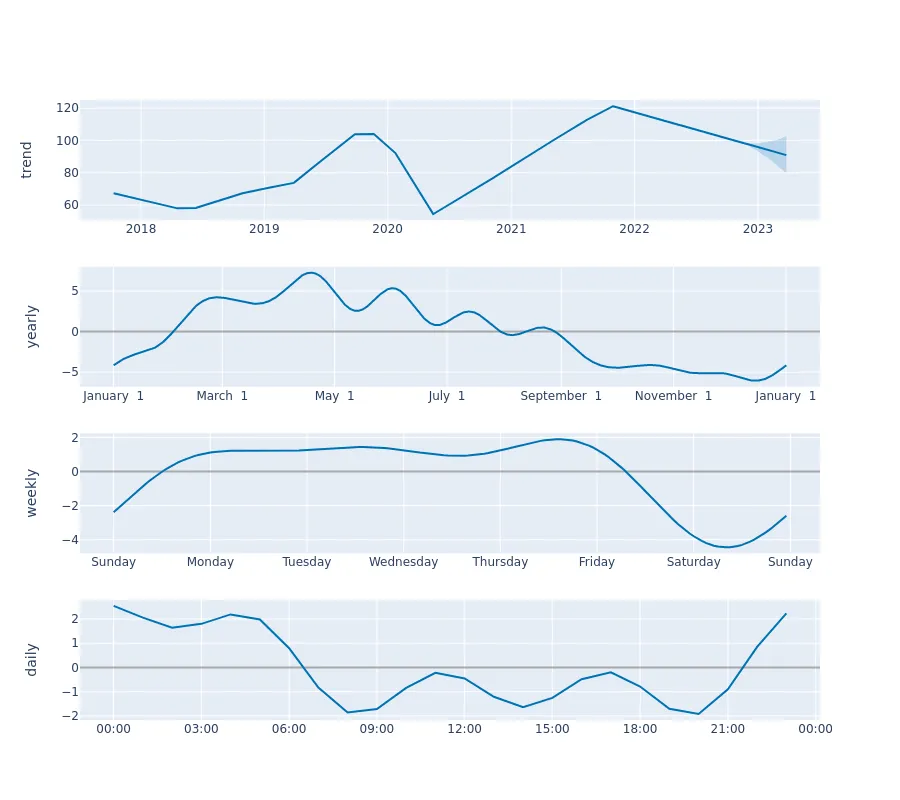 trend
120
100
80
60
2018 2019 2020 2021 2022 2023
yearly
5
0
−5
January 1 March 1 May 1 July 1 September 1 November 1 January 1
weekly
2
0
−2
−4
Sunday Monday Tuesday Wednesday Thursday Friday Saturday Sunday
daily
2
1
0
−1
−2
00:00 03:00 06:00 09:00 12:00 15:00 18:00 21:00 00:00